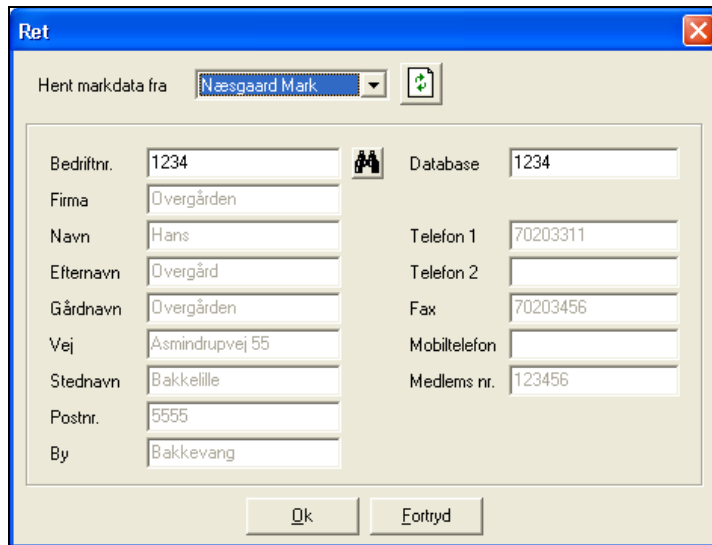 Ret
Hent markdata fra Næsgaard Mark
Bedriftnr. 1234 Database 1234
Firma Overgården
Navn Hans Telefon 1 70203311
Efternavn Overgård Telefon 2
Gårdnavn Overgården Fax 70203456
Vej Asmindrupvej 55 Mobiltelefon
Stednavn Bakkelille Medlems nr. 123456
Postnr. 5555
By Bakkevang
Ok Fortryd